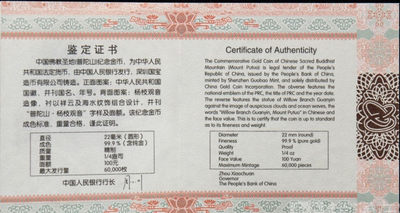 鉴定证书
中国佛教圣地(普陀山)纪念金币，为中华人民
共和国法定货币，由中国人民银行发行，深圳国宝
造币有限公司铸造。正面图案：中华人民共和国
国徽，并刊国名、年号。背面图案：杨枝观音
造像，衬以祥云及海水纹饰组合设计，并刊
“普陀山·杨枝观音”字样及面额。该纪念金币
成色标准，重量合格，谨此证明。
直径 22毫米（圆形）
成色 99.9％（含纯金）
质量 精制
重量 1/4盎司
面额 100元
最大发行量 60,000枚
中国人民银行行长
Certificate of Authenticity
The Commemorative Gold Coin of Chinese Sacred Buddhist
Mountain (Mount Putuo) is legal tender of the People's
Republic of China, issued by the People's Bank of China,
minted by Shenzhen Guobao Mint, and solely distributed by
China Gold Coin Incorporation. The obverse features the
national emblem of the PRC, the title of PRC and the year date.
The reverse features the statue of Willow Branch Guanyin
against the image of auspicious clouds and ocean waves, the
words "Willow Branch Guanyin, Mount Putuo" in Chinese and
the face value. This is to certify that the coin is up to standard
as to its fineness and weight.
Diameter 22 mm (round)
Fineness 99.9 % (pure gold)
Quality Proof
Weight 1/4 oz
Face Value 100 Yuan
Maximum Mintage 60,000 pieces
Zhou Xiaochuan
Governor
The People's Bank of China